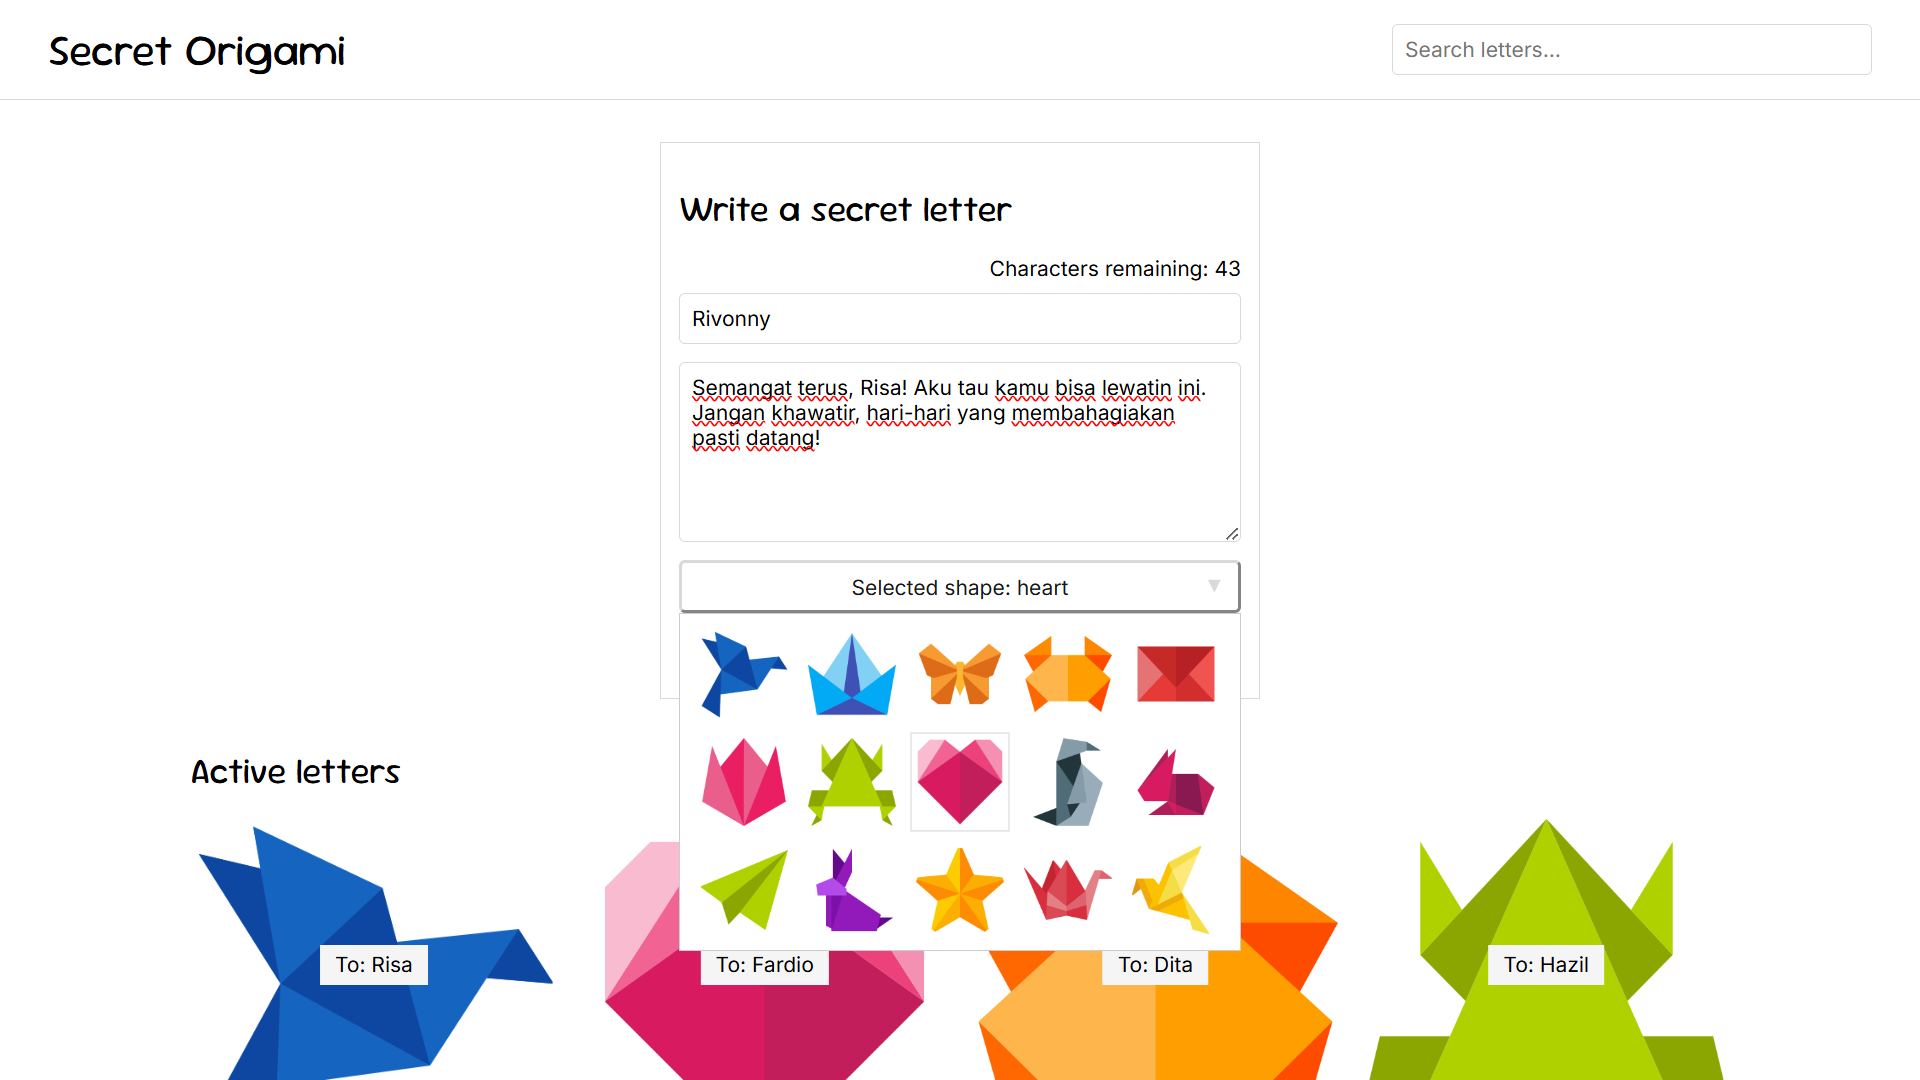 Secret Origami
Search letters...
Write a secret letter
Characters remaining: 43
Rivonny
Semangat terus, Risa! Aku tau kamu bisa lewatin ini.
Jangan khawatir, hari-hari yang membahagiakan
pasti datang!
Selected shape: heart
Active letters
To: Risa
To: Fardio
To: Dita
To: Hazil